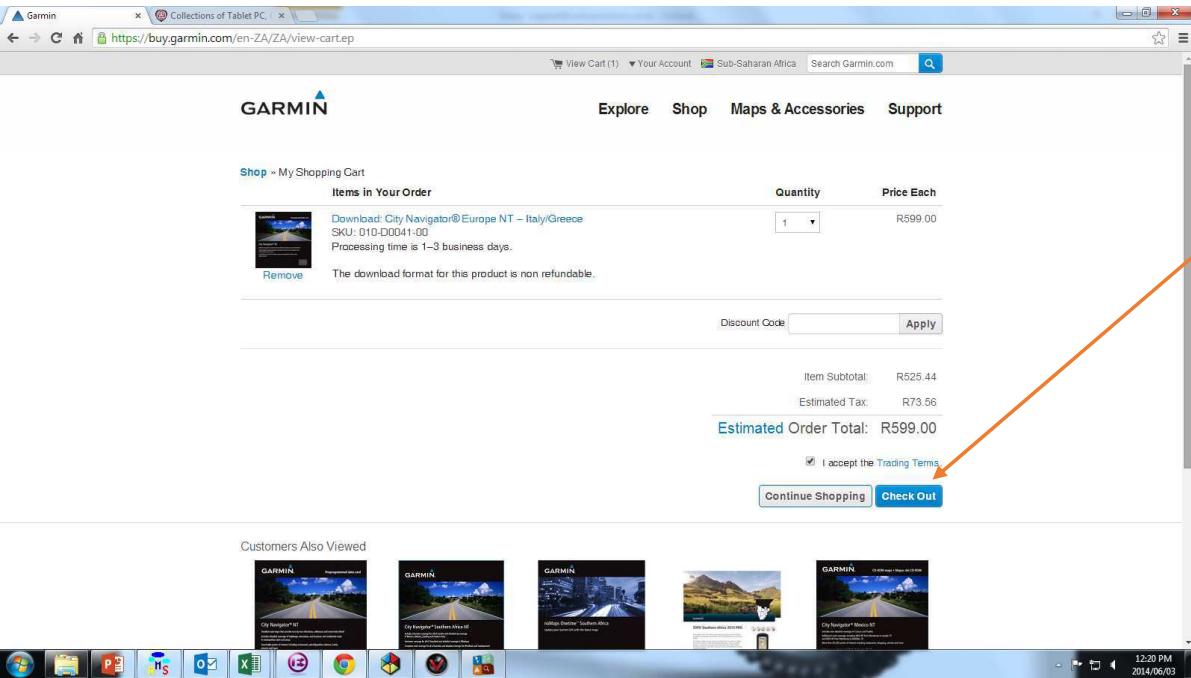 Garmin
Collections of Tablet PC,
https://buy.garmin.com/en-ZA/ZA/view-cart.ep
View Cart (1) Your Account Sub-Saharan Africa Search Garmin.com
GARMIN Explore Shop Maps & Accessories Support
Shop » My Shopping Cart
Items in Your Order Quantity Price Each
Download: City Navigator® Europe NT – Italy/Greece 1 R599.00
SKU: 010-D0041-00
Processing time is 1–3 business days.
Remove The download format for this product is non refundable.
Discount Code Apply
Item Subtotal: R525.44
Estimated Tax: R73.56
Estimated Order Total: R599.00
I accept the Trading Terms.
Continue Shopping Check Out
Customers Also Viewed
GARMIN GARMIN GARMIN GARMIN
City Navigator® NT
City Navigator® Southern Africa NT
City Navigator® Mexico NT
12:20 PM
2014/06/03